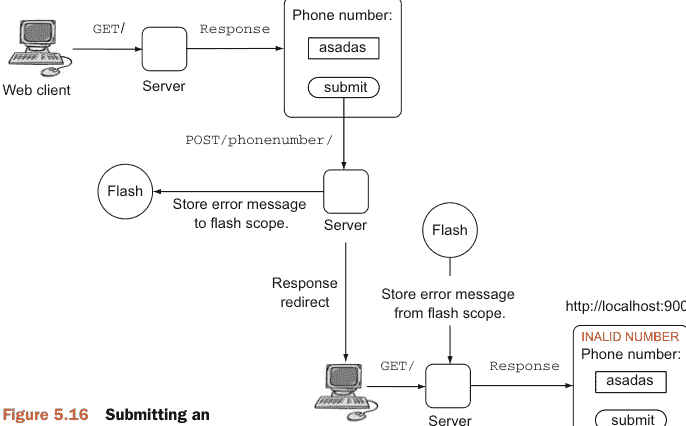 Phone number:
GET/
Response
asadas
Web client
Server
submit
POST/phonenumber/
Flash
Store error message
to flash scope.
Server
Flash
Response
redirect
Store error message
from flash scope.
http://localhost:900
INALID NUMBER
Phone number:
GET/
Response
asadas
Figure 5.16 Submitting an
Server
submit